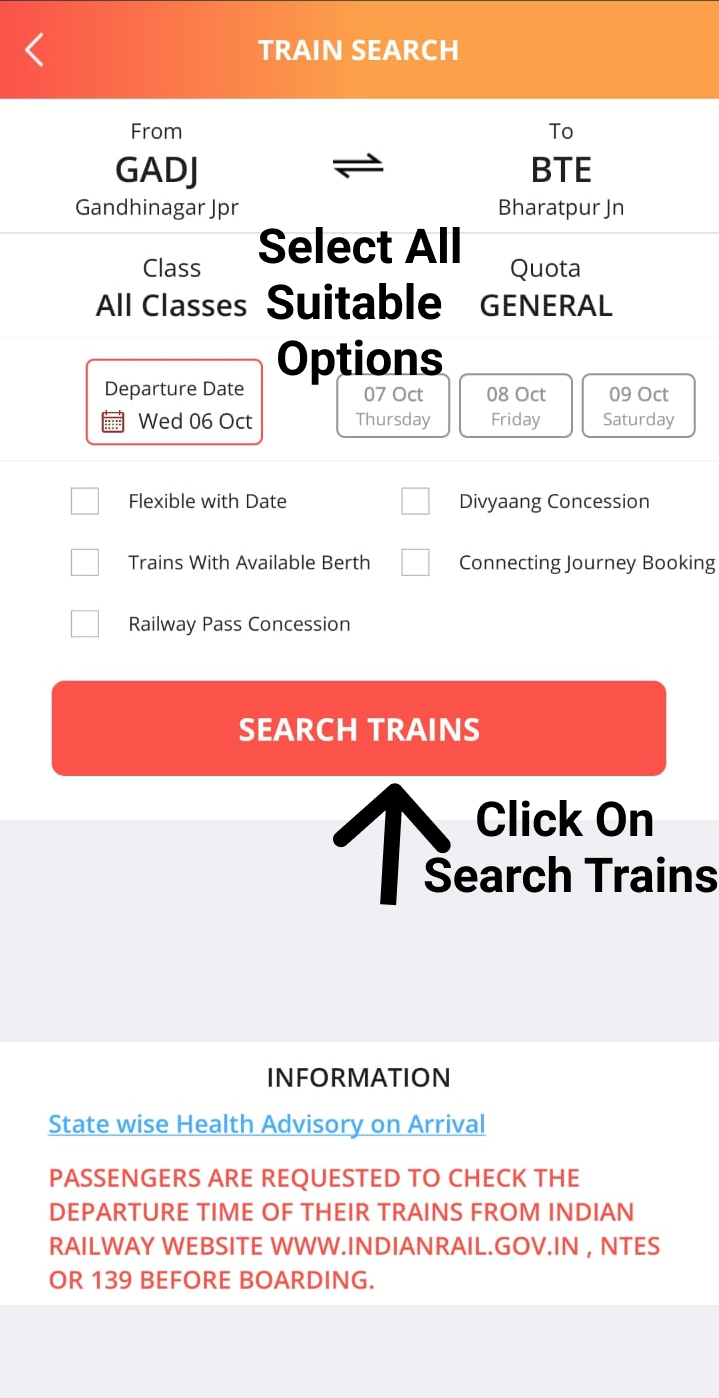 TRAIN SEARCH
From
To
GADJ
BTE
Gandhinagar Jpr
Bharatpur Jn
Select All
Suitable
Options
Class
Quota
All Classes
GENERAL
Departure Date
Wed 06 Oct
07 Oct
Thursday
08 Oct
Friday
09 Oct
Saturday
Flexible with Date
Divyaang Concession
Trains With Available Berth
Connecting Journey Booking
Railway Pass Concession
SEARCH TRAINS
Click On
Search Trains
INFORMATION
State wise Health Advisory on Arrival
PASSENGERS ARE REQUESTED TO CHECK THE
DEPARTURE TIME OF THEIR TRAINS FROM INDIAN
RAILWAY WEBSITE WWW.INDIANRAIL.GOV.IN , NTES
OR 139 BEFORE BOARDING.